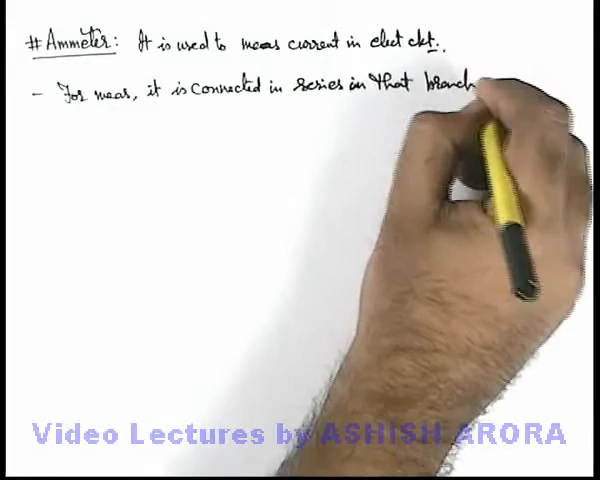 # Ammeter: It is used to meas current in elect ckt.
- For meas, it is connected in series in that branch
Video Lectures by ASHISH ARORA